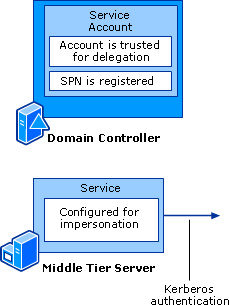 Service
Account
Account is trusted
for delegation
SPN is registered
Domain Controller
Service
Configured for
impersonation
Middle Tier Server
Kerberos
authentication